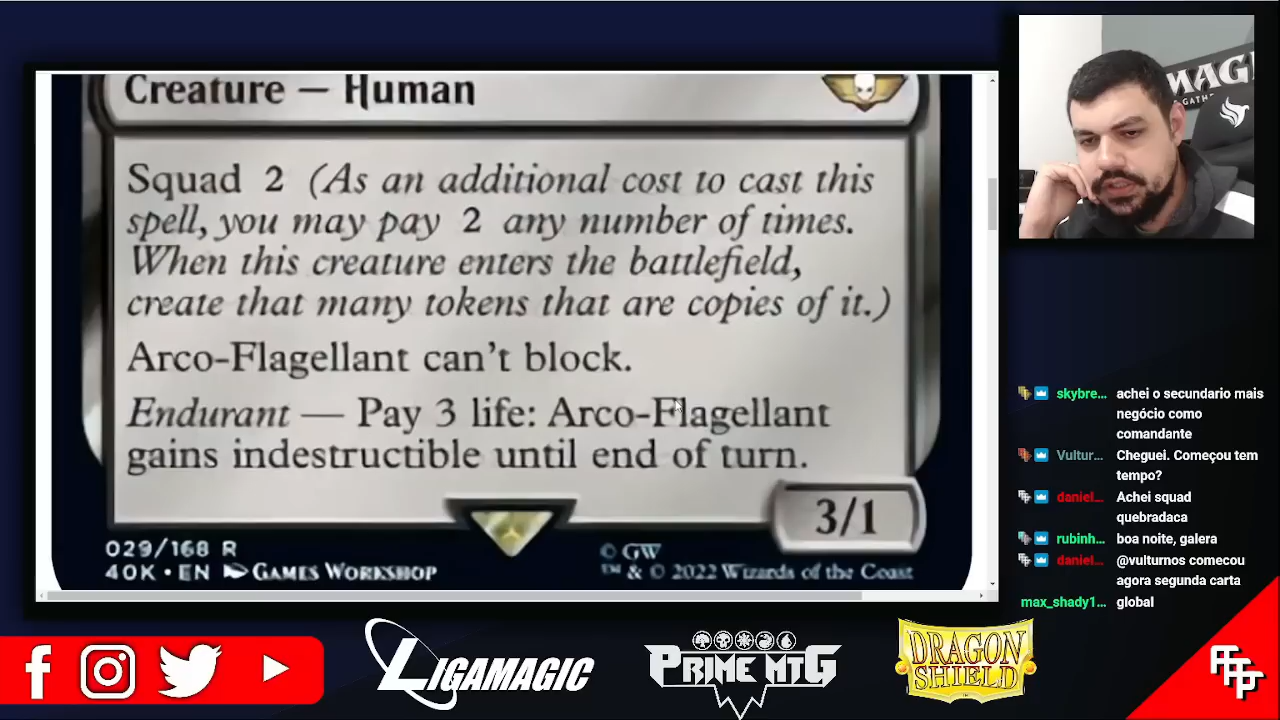 Creature — Human
Squad 2 (As an additional cost to cast this
spell, you may pay 2 any number of times.
When this creature enters the battlefield,
create that many tokens that are copies of it.)
Arco-Flagellant can't block.
Endurant — Pay 3 life: Arco-Flagellant
gains indestructible until end of turn.
3/1
029/168 R
40K • EN GAMES WORKSHOP
© GW
™ & © 2022 Wizards of the Coast
MAG
GATH
skybre... achei o secundario mais
negócio como
comandante
Vultur... Cheguei. Começou tem
tempo?
daniel... Achei squad
quebradaca
rubinh... boa noite, galera
daniel... @vulturnos comecou
agora segunda carta
max_shady1... global
LIGAMAGIC
PRIME MTG
DRAGON
SHIELD